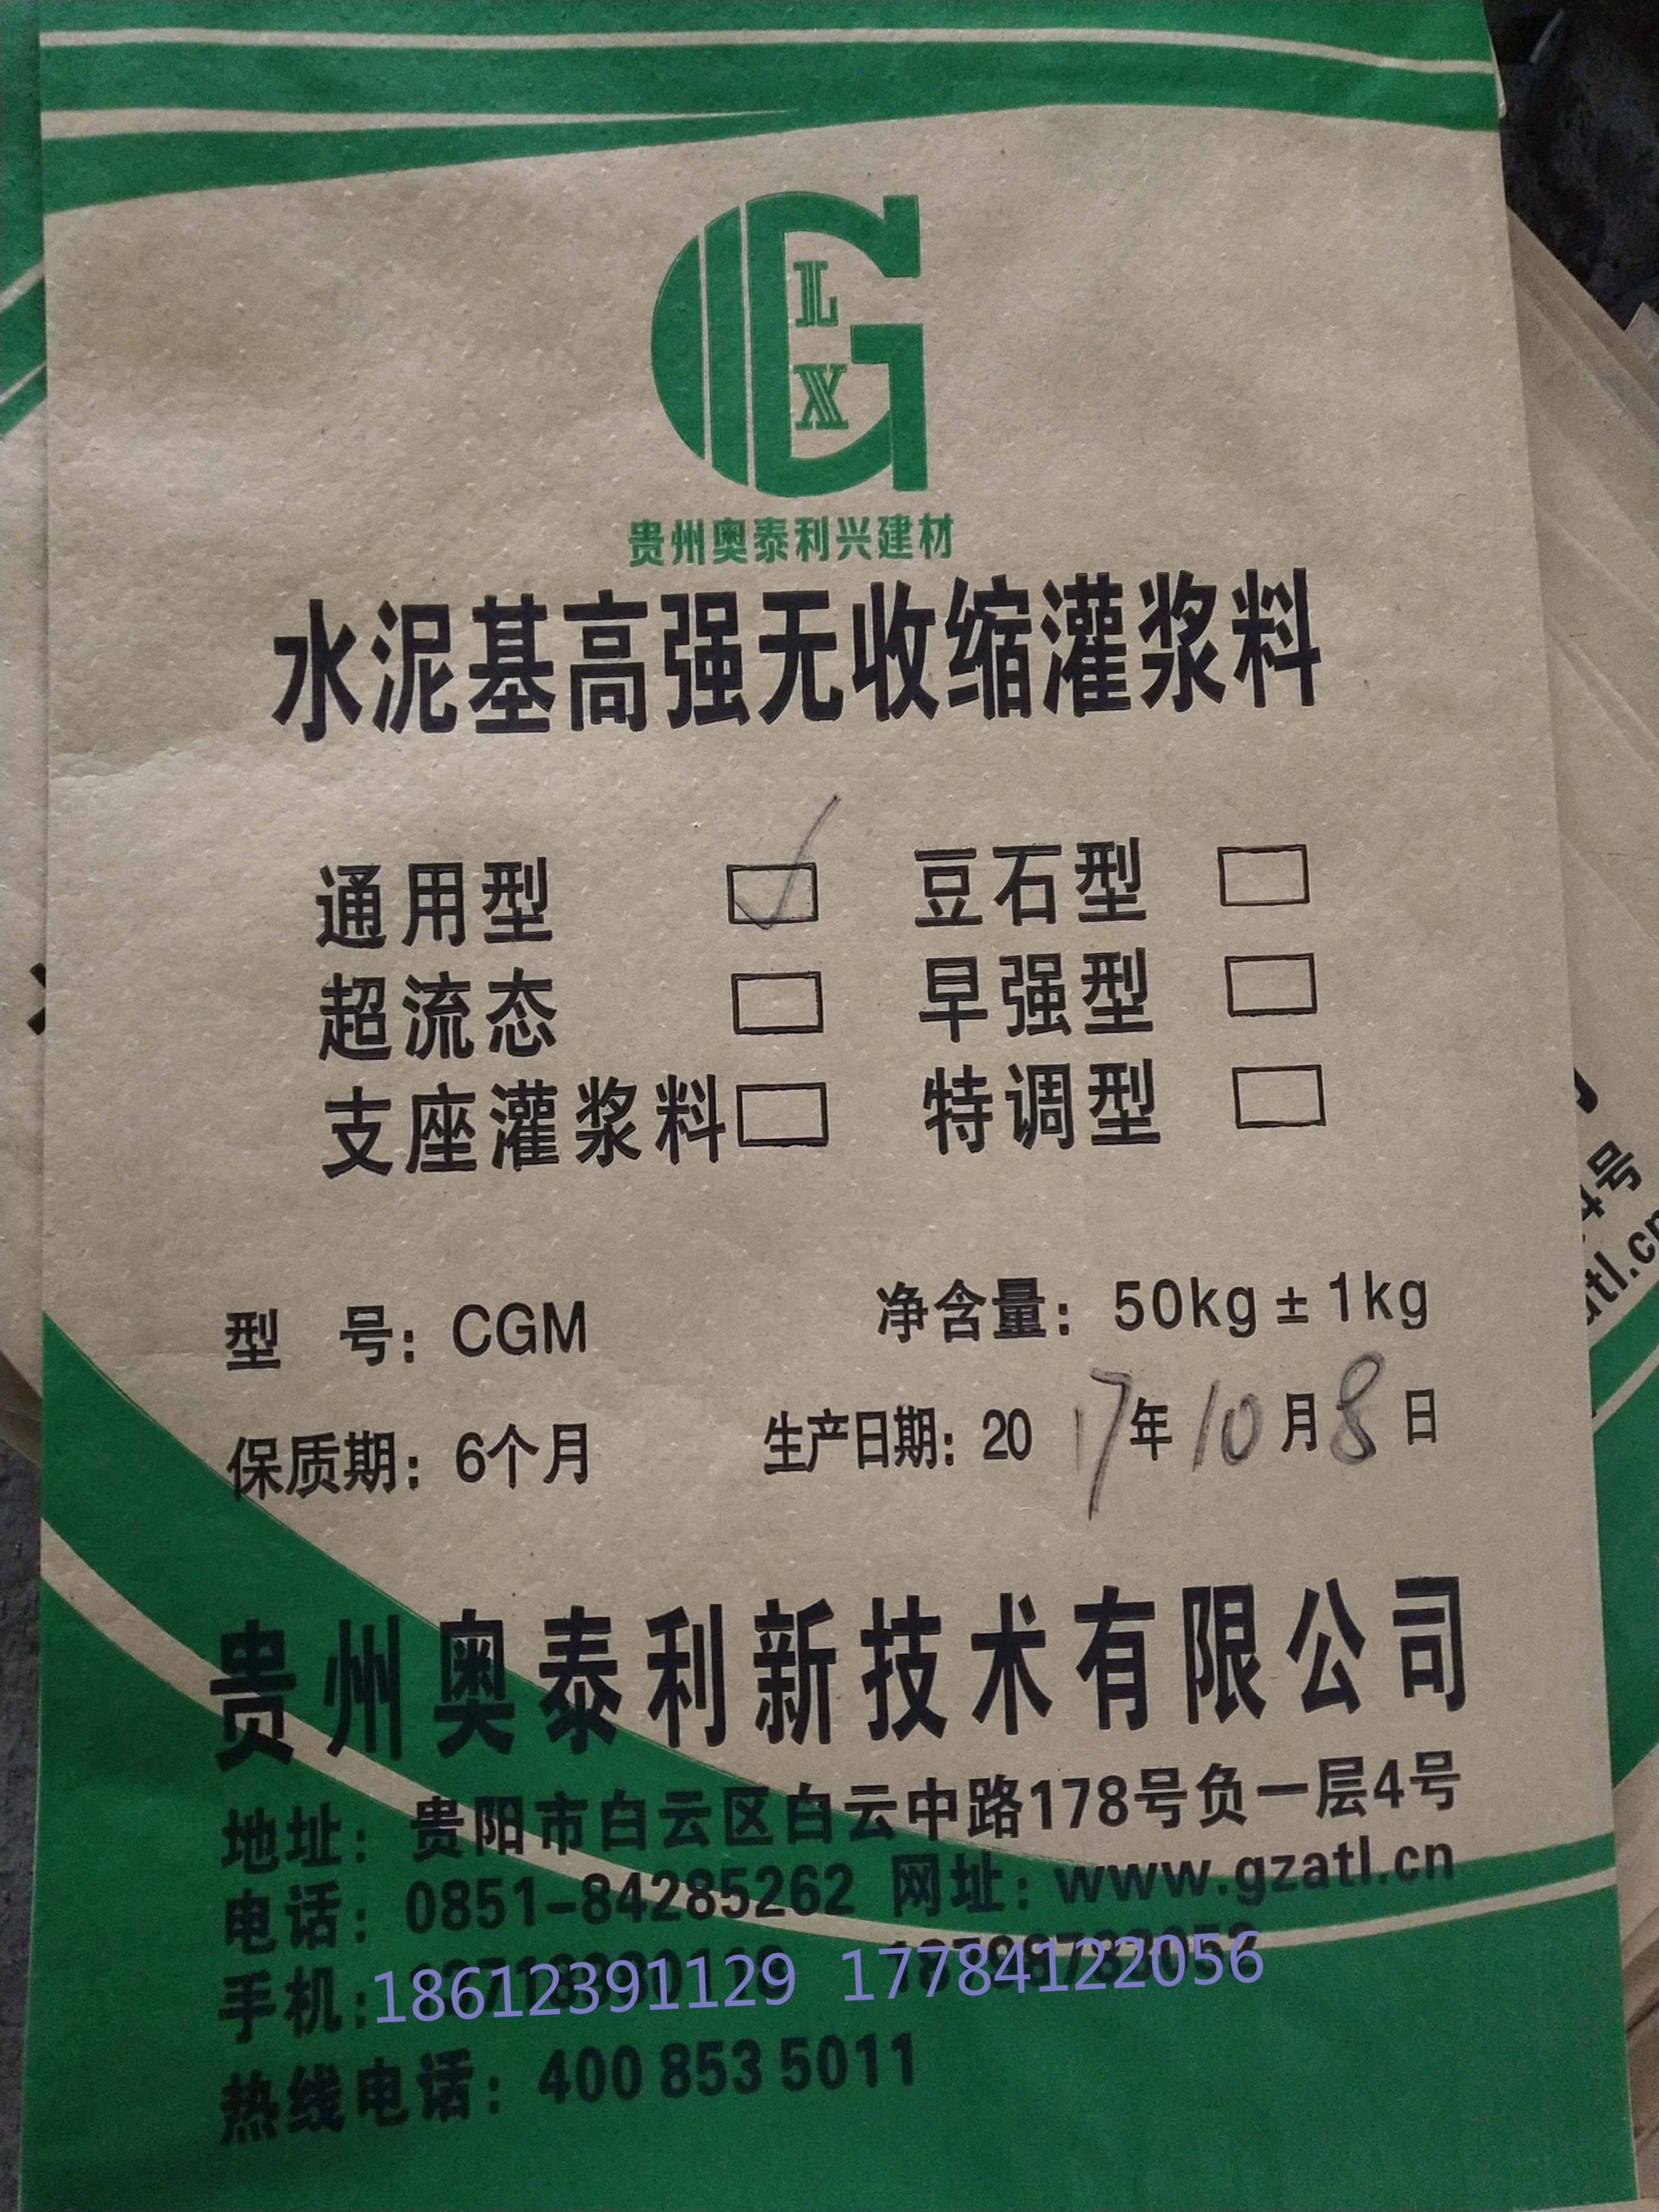 L
X
贵州奥泰利兴建材
水泥基高强无收缩灌浆料
通用型 豆石型
超流态 早强型
支座灌浆料 特调型
型 号：CGM 净含量：50kg±1kg
保质期：6个月 生产日期：2017年10月8日
贵州奥泰利新技术有限公司
地址：贵阳市白云区白云中路178号负一层4号
电话：0851-84285262 网址：www.gzatl.cn
手机：18612391129 17784122056
热线电话：400 853 5011
4号
atl.cn